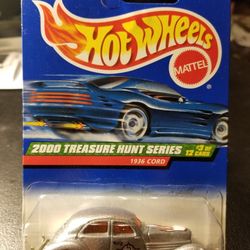 Hot Wheels
MATTEL
2000 TREASURE HUNT SERIES
#3 OF
12 CARS
1936 CORD